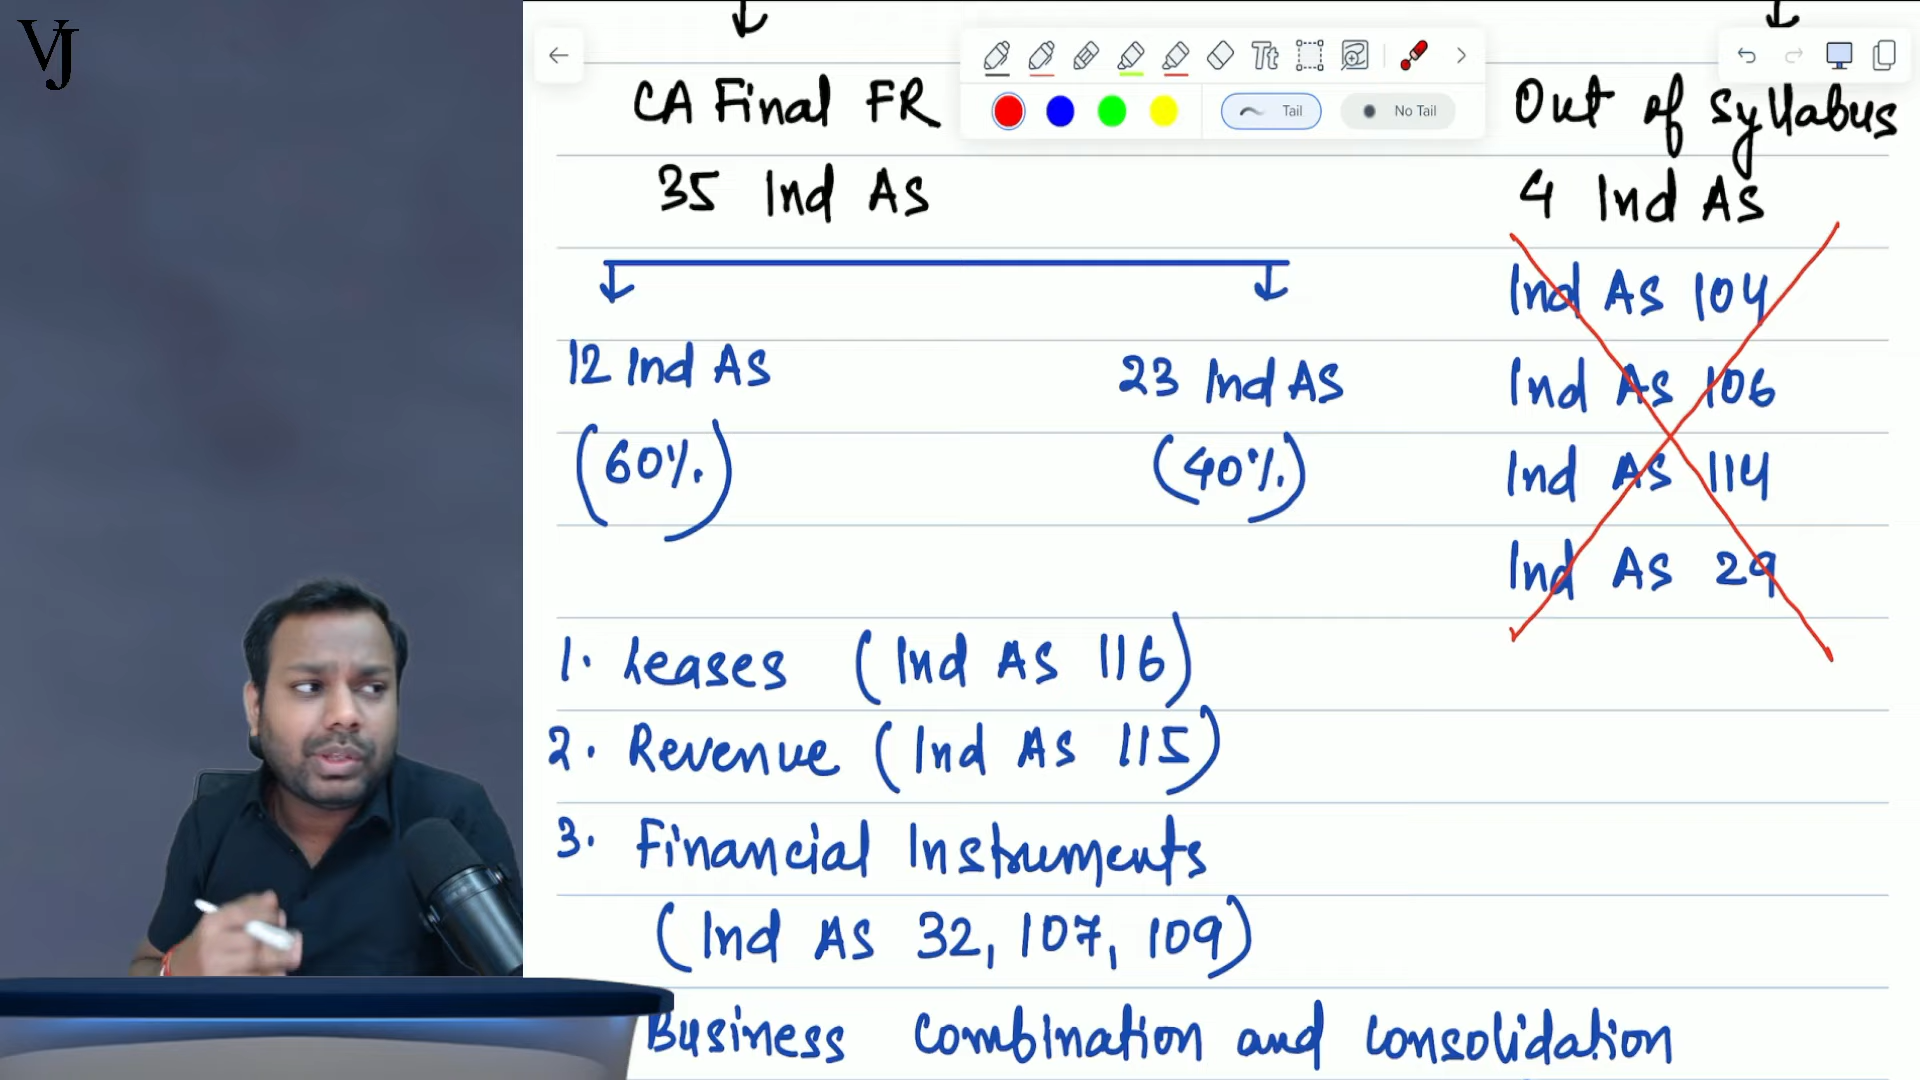 VJ
Tt
Tail
No Tail
CA Final FR
Out of syllabus
35 Ind AS
4 Ind AS
Ind AS 104
12 Ind AS
23 Ind AS
Ind AS 106
(60%)
(40%)
Ind AS 114
Ind AS 29
1. Leases (Ind AS 116)
2. Revenue (Ind AS 115)
3. Financial Instruments
(Ind AS 32, 107, 109)
Business Combination and Consolidation